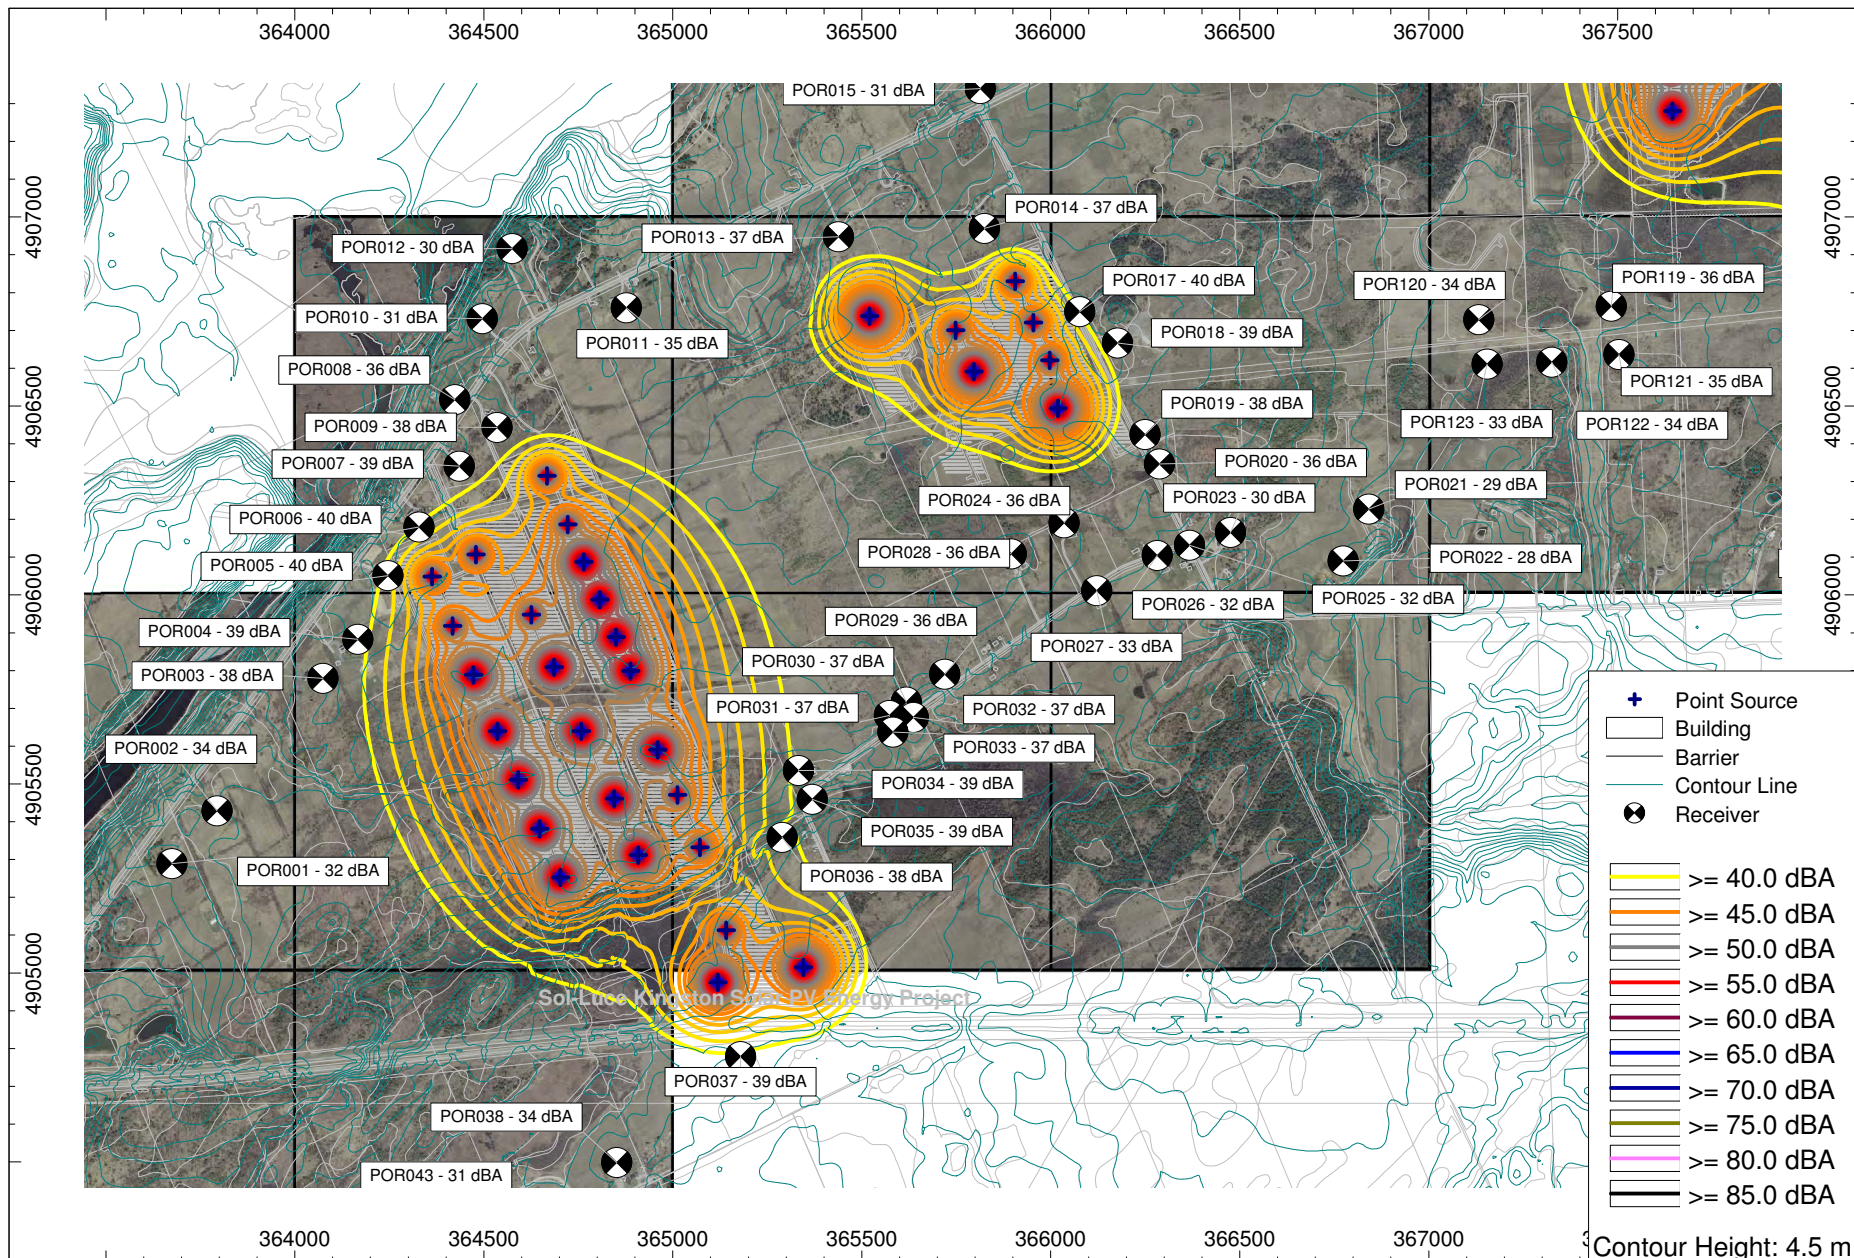 364000 364500 365000 365500 366000 366500 367000 367500
POR015 - 31 dBA
4907000
4907000
POR014 - 37 dBA
POR013 - 37 dBA
POR012 - 30 dBA
POR017 - 40 dBA
POR119 - 36 dBA
POR120 - 34 dBA
POR010 - 31 dBA
POR018 - 39 dBA
POR011 - 35 dBA
POR008 - 36 dBA
POR121 - 35 dBA
4906500
4906500
POR019 - 38 dBA
POR123 - 33 dBA
POR122 - 34 dBA
POR009 - 38 dBA
POR007 - 39 dBA
POR020 - 36 dBA
POR021 - 29 dBA
POR023 - 30 dBA
POR024 - 36 dBA
POR006 - 40 dBA
POR028 - 36 dBA
POR022 - 28 dBA
POR005 - 40 dBA
4906000
4906000
POR025 - 32 dBA
POR026 - 32 dBA
POR029 - 36 dBA
POR004 - 39 dBA
POR027 - 33 dBA
POR030 - 37 dBA
POR003 - 38 dBA
POR031 - 37 dBA
POR032 - 37 dBA
POR033 - 37 dBA
POR002 - 34 dBA
POR034 - 39 dBA
4905500
POR035 - 39 dBA
POR001 - 32 dBA
POR036 - 38 dBA
4905000
Sol-Luce Kingston Solar PV Energy Project
POR037 - 39 dBA
POR038 - 34 dBA
POR043 - 31 dBA
Point Source
Building
Barrier
Contour Line
Receiver
>= 40.0 dBA
>= 45.0 dBA
>= 50.0 dBA
>= 55.0 dBA
>= 60.0 dBA
>= 65.0 dBA
>= 70.0 dBA
>= 75.0 dBA
>= 80.0 dBA
>= 85.0 dBA
Contour Height: 4.5 m
364000 364500 365000 365500 366000 366500 367000